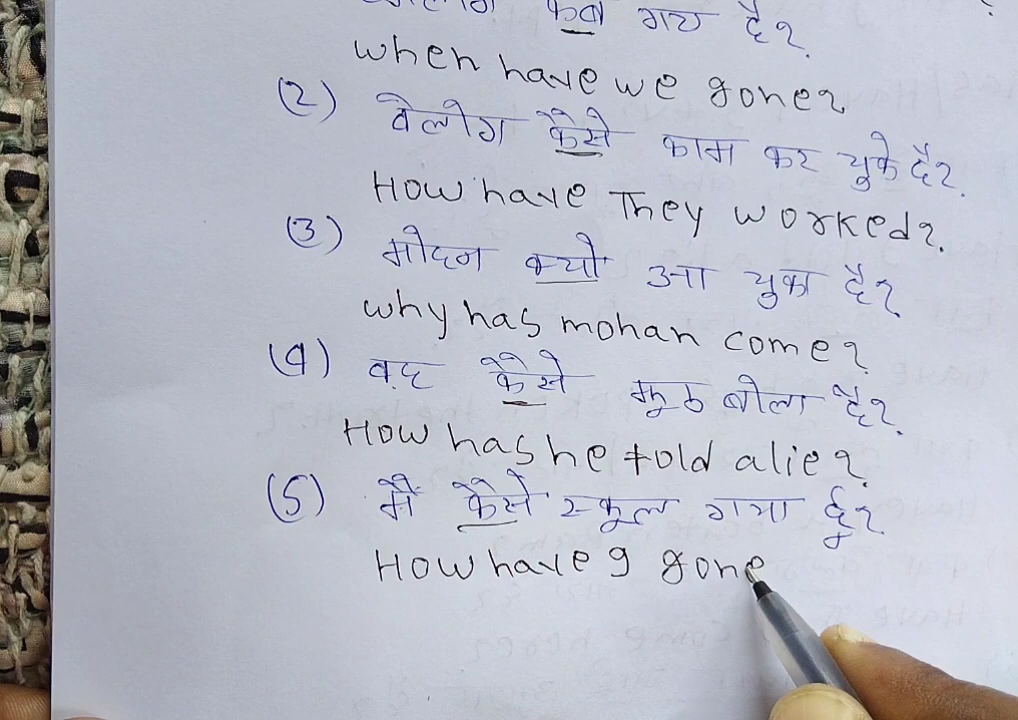 कब गये है?
when have we gone?
(2) वेलोग कैसे काम कर चुके है?
How have They worked?
(3) मोहन क्यो आ चुका है?
why has mohan come?
(4) वह कैसे झूठ बोला है?
How has he told a lie?
(5) मैं कैसे स्कूल गया हूँ?
How have I gone